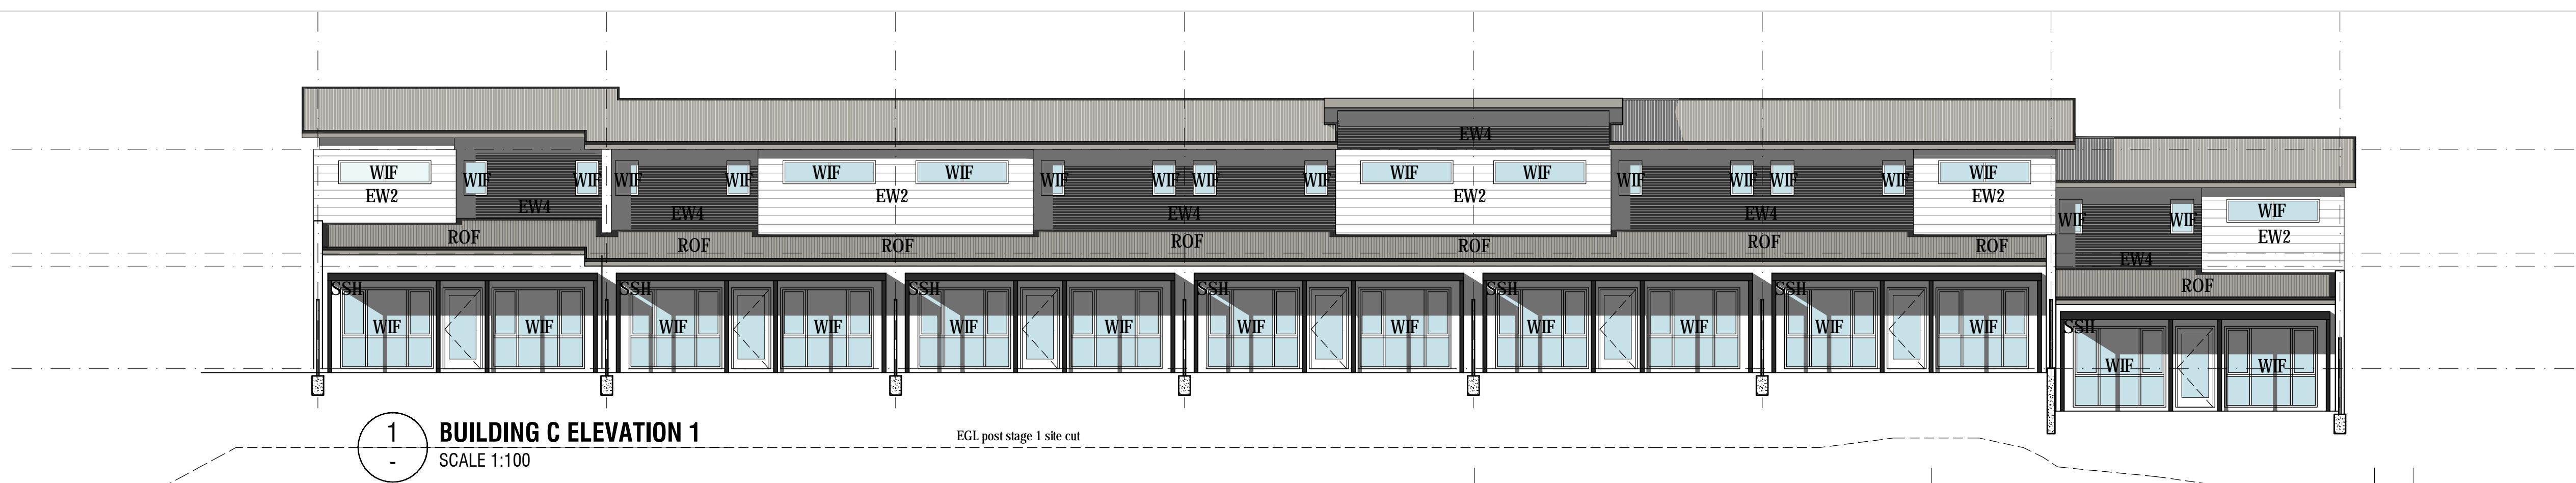 EW4
WIF WIF WIF WIF WIF WIF WIF WIF WIF WIF WIF WIF WIF WIF WIF WIF WIF WIF
EW2 EW4 EW4 EW2 EW4 EW2 EW4 EW2
WIF WIF WIF
EW2
EW4
ROF ROF ROF ROF ROF ROF ROF
ROF
SSH SSH SSH SSH SSH SSH
SSH
WIF WIF WIF WIF WIF WIF WIF WIF WIF WIF WIF WIF
WIF WIF
1
-
BUILDING C ELEVATION 1
SCALE 1:100
EGL post stage 1 site cut